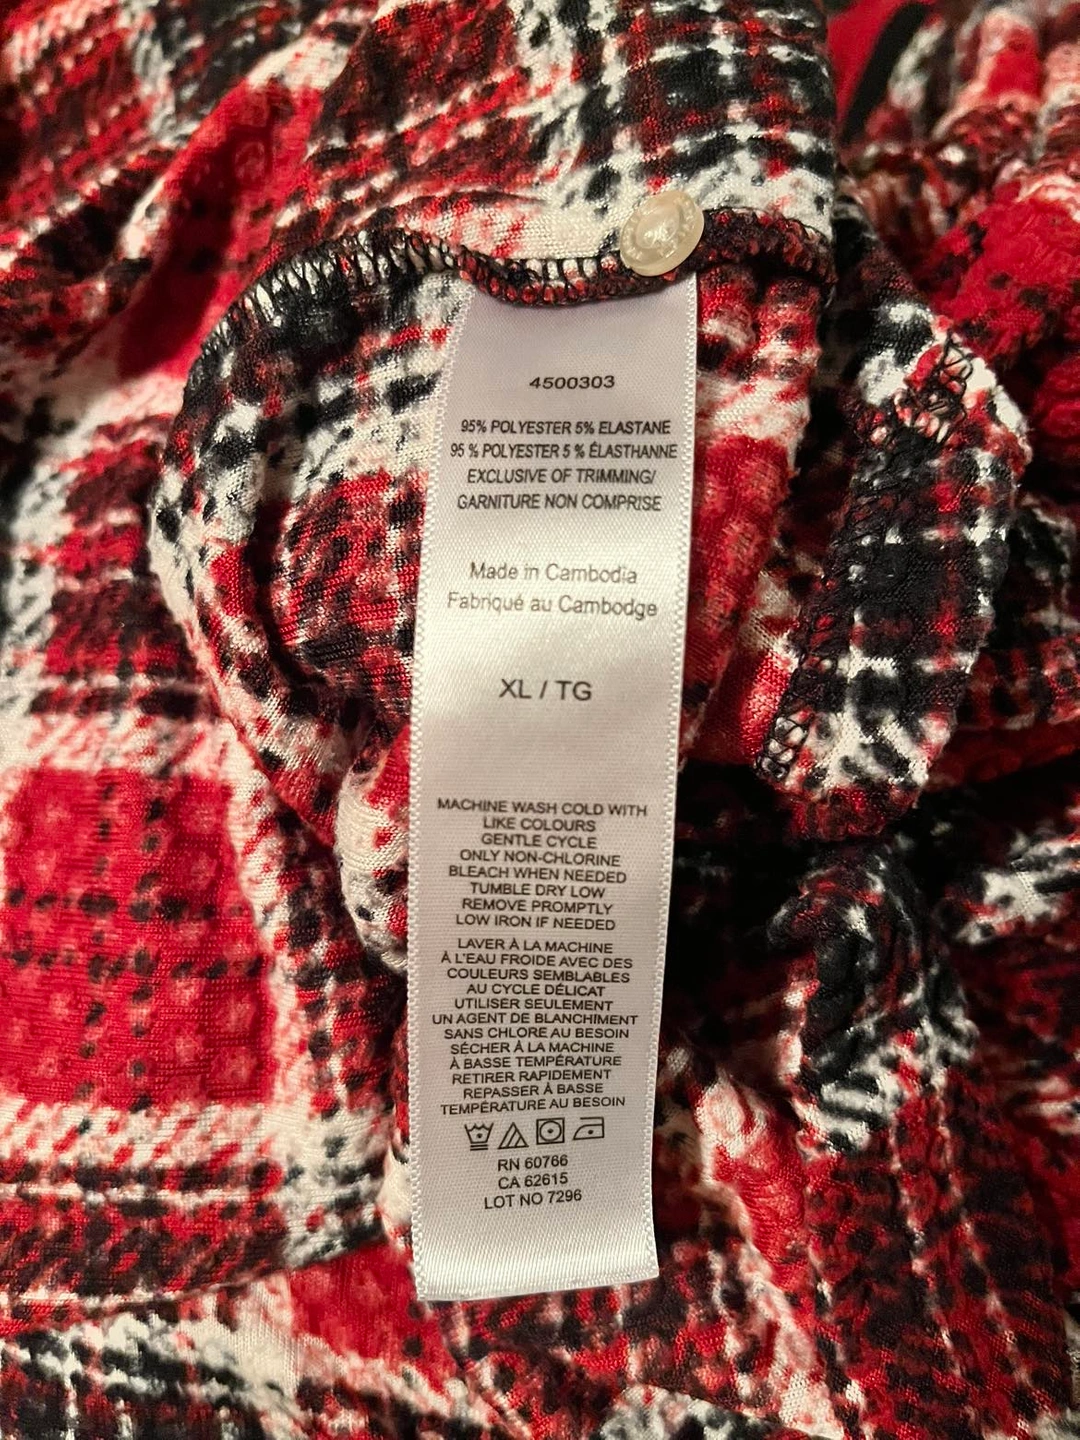 4500303
95% POLYESTER 5% ELASTANE
95 % POLYESTER 5 % ÉLASTHANNE
EXCLUSIVE OF TRIMMING/
GARNITURE NON COMPRISE
Made in Cambodia
Fabriqué au Cambodge
XL / TG
MACHINE WASH COLD WITH
LIKE COLOURS
GENTLE CYCLE
ONLY NON-CHLORINE
BLEACH WHEN NEEDED
TUMBLE DRY LOW
REMOVE PROMPTLY
LOW IRON IF NEEDED
LAVER À LA MACHINE
À L'EAU FROIDE AVEC DES
COULEURS SEMBLABLES
AU CYCLE DÉLICAT
UTILISER SEULEMENT
UN AGENT DE BLANCHIMENT
SANS CHLORE AU BESOIN
SÉCHER À LA MACHINE
À BASSE TEMPÉRATURE
RETIRER RAPIDEMENT
REPASSER À BASSE
TEMPÉRATURE AU BESOIN
RN 60766
CA 62615
LOT NO 7296